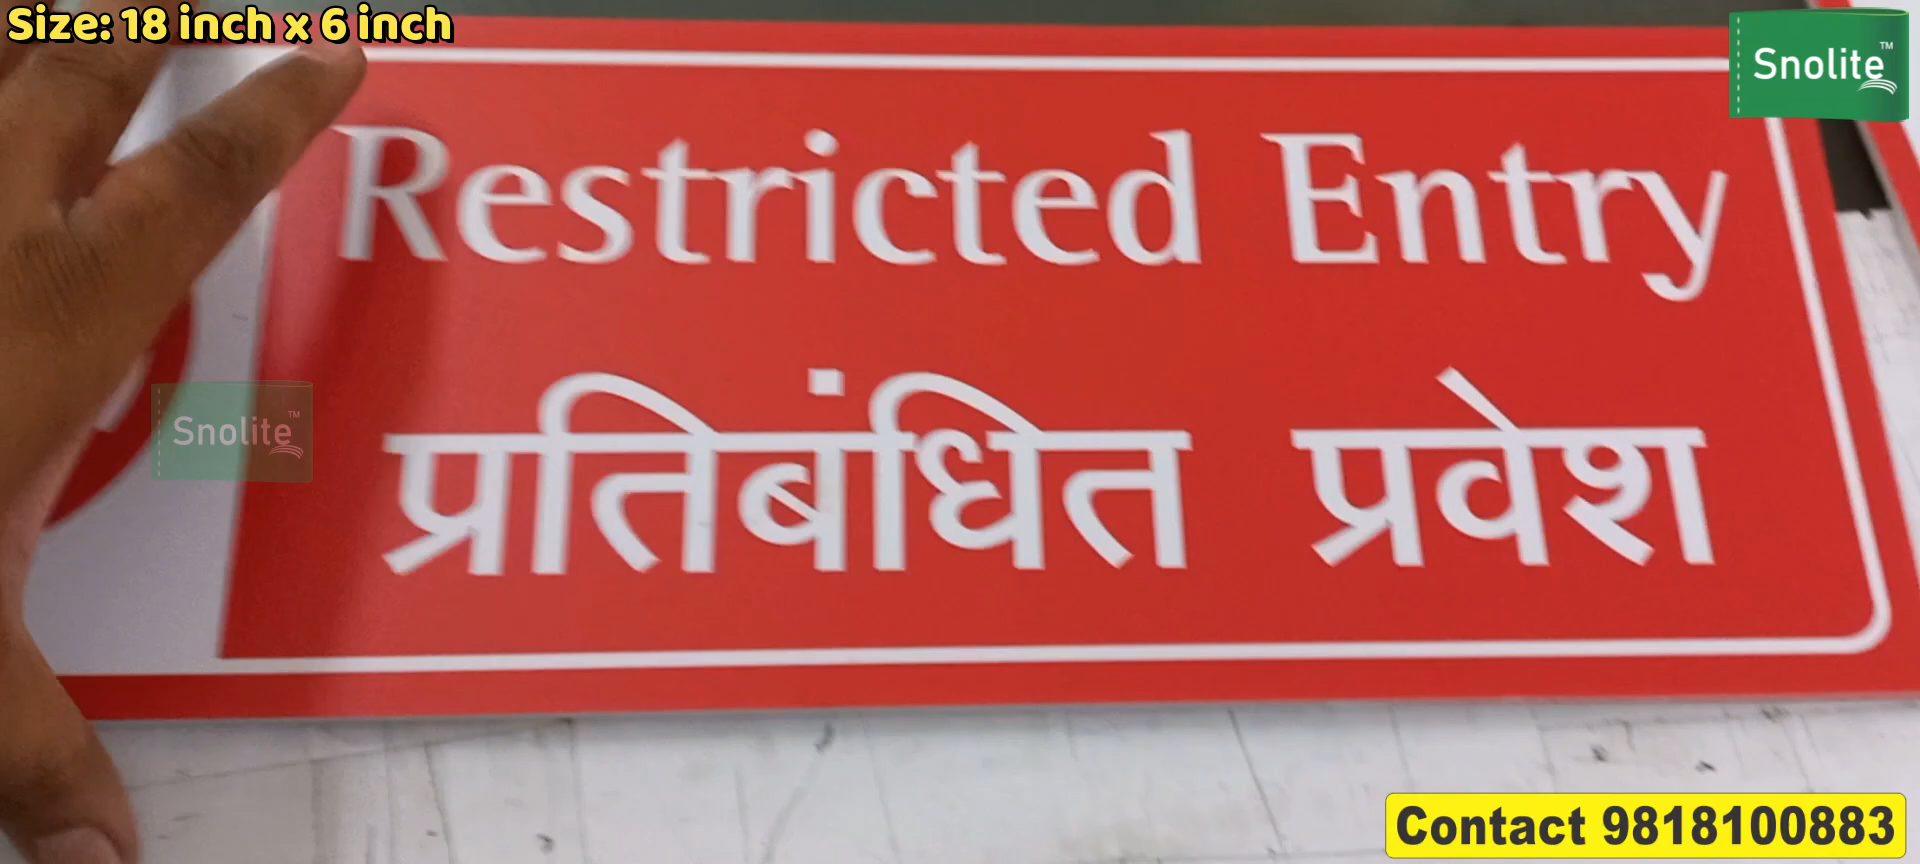 Size: 18 inch x 6 inch
Snolite™
Restricted Entry
प्रतिबंधित प्रवेश
Snolite™
Contact 9818100883